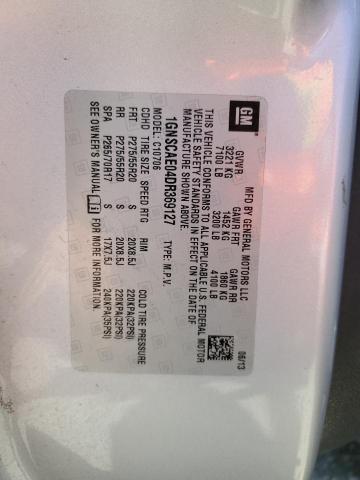 GM
MFD BY GENERAL MOTORS LLC
06/13
GVWR GAWR FRT GAWR RR
3221 KG 1452 KG 1860 KG
7100 LB 3200 LB 4100 LB
THIS VEHICLE CONFORMS TO ALL APPLICABLE U.S. FEDERAL MOTOR
VEHICLE SAFETY STANDARDS IN EFFECT ON THE DATE OF
MANUFACTURE SHOWN ABOVE.
1GNSCAE04DR369127 TYPE: M.P.V.
MODEL: C10706
CDHD TIRE SIZE SPEED RTG RIM COLD TIRE PRESSURE
FRT P275/55R20 S 20X8.5J 220KPA(32PSI)
RR P275/55R20 S 20X8.5J 220KPA(32PSI)
SPA P265/70R17 S 17X7.5J 240KPA(35PSI)
SEE OWNER'S MANUAL